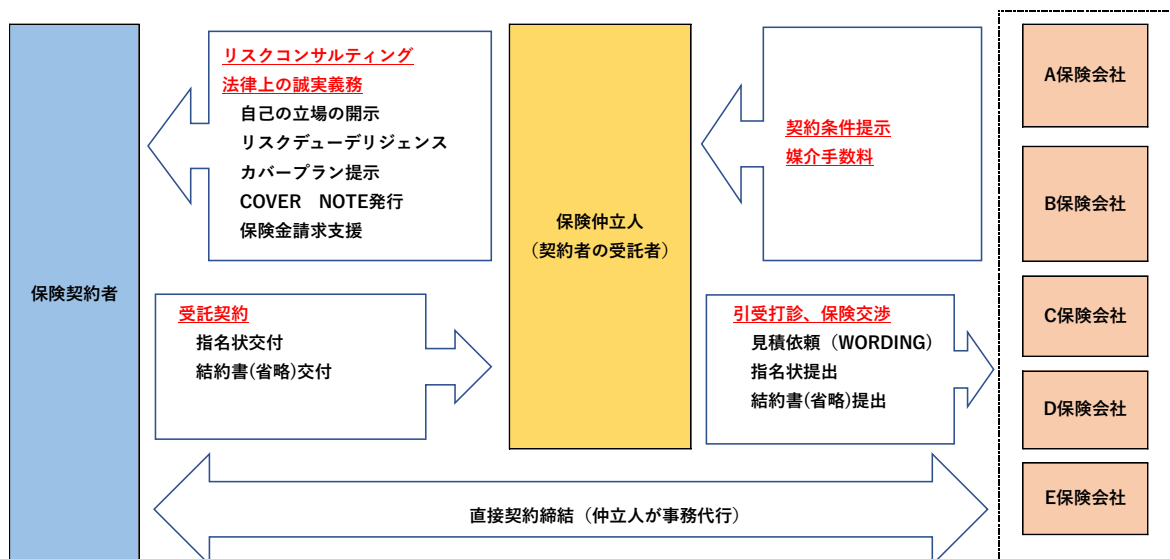 保険契約者
リスクコンサルティング
法律上の誠実義務
自己の立場の開示
リスクデューデリジェンス
カバープラン提示
COVER　NOTE発行
保険金請求支援
受託契約
指名状交付
結約書(省略)交付
保険仲立人
（契約者の受託者）
契約条件提示
媒介手数料
引受打診、保険交渉
見積依頼（WORDING）
指名状提出
結約書(省略)提出
直接契約締結（仲立人が事務代行）
A保険会社
B保険会社
C保険会社
D保険会社
E保険会社